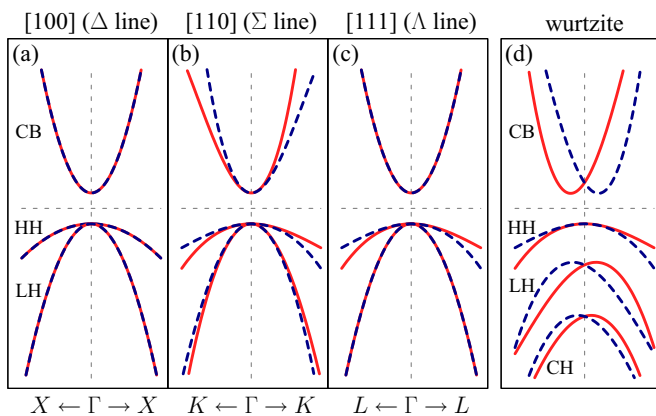 [100] (Δ line) [110] (Σ line) [111] (Λ line) wurtzite
(a) (b) (c) (d)
CB CB
HH HH
LH LH
CH
X ← Γ → X K ← Γ → K L ← Γ → L